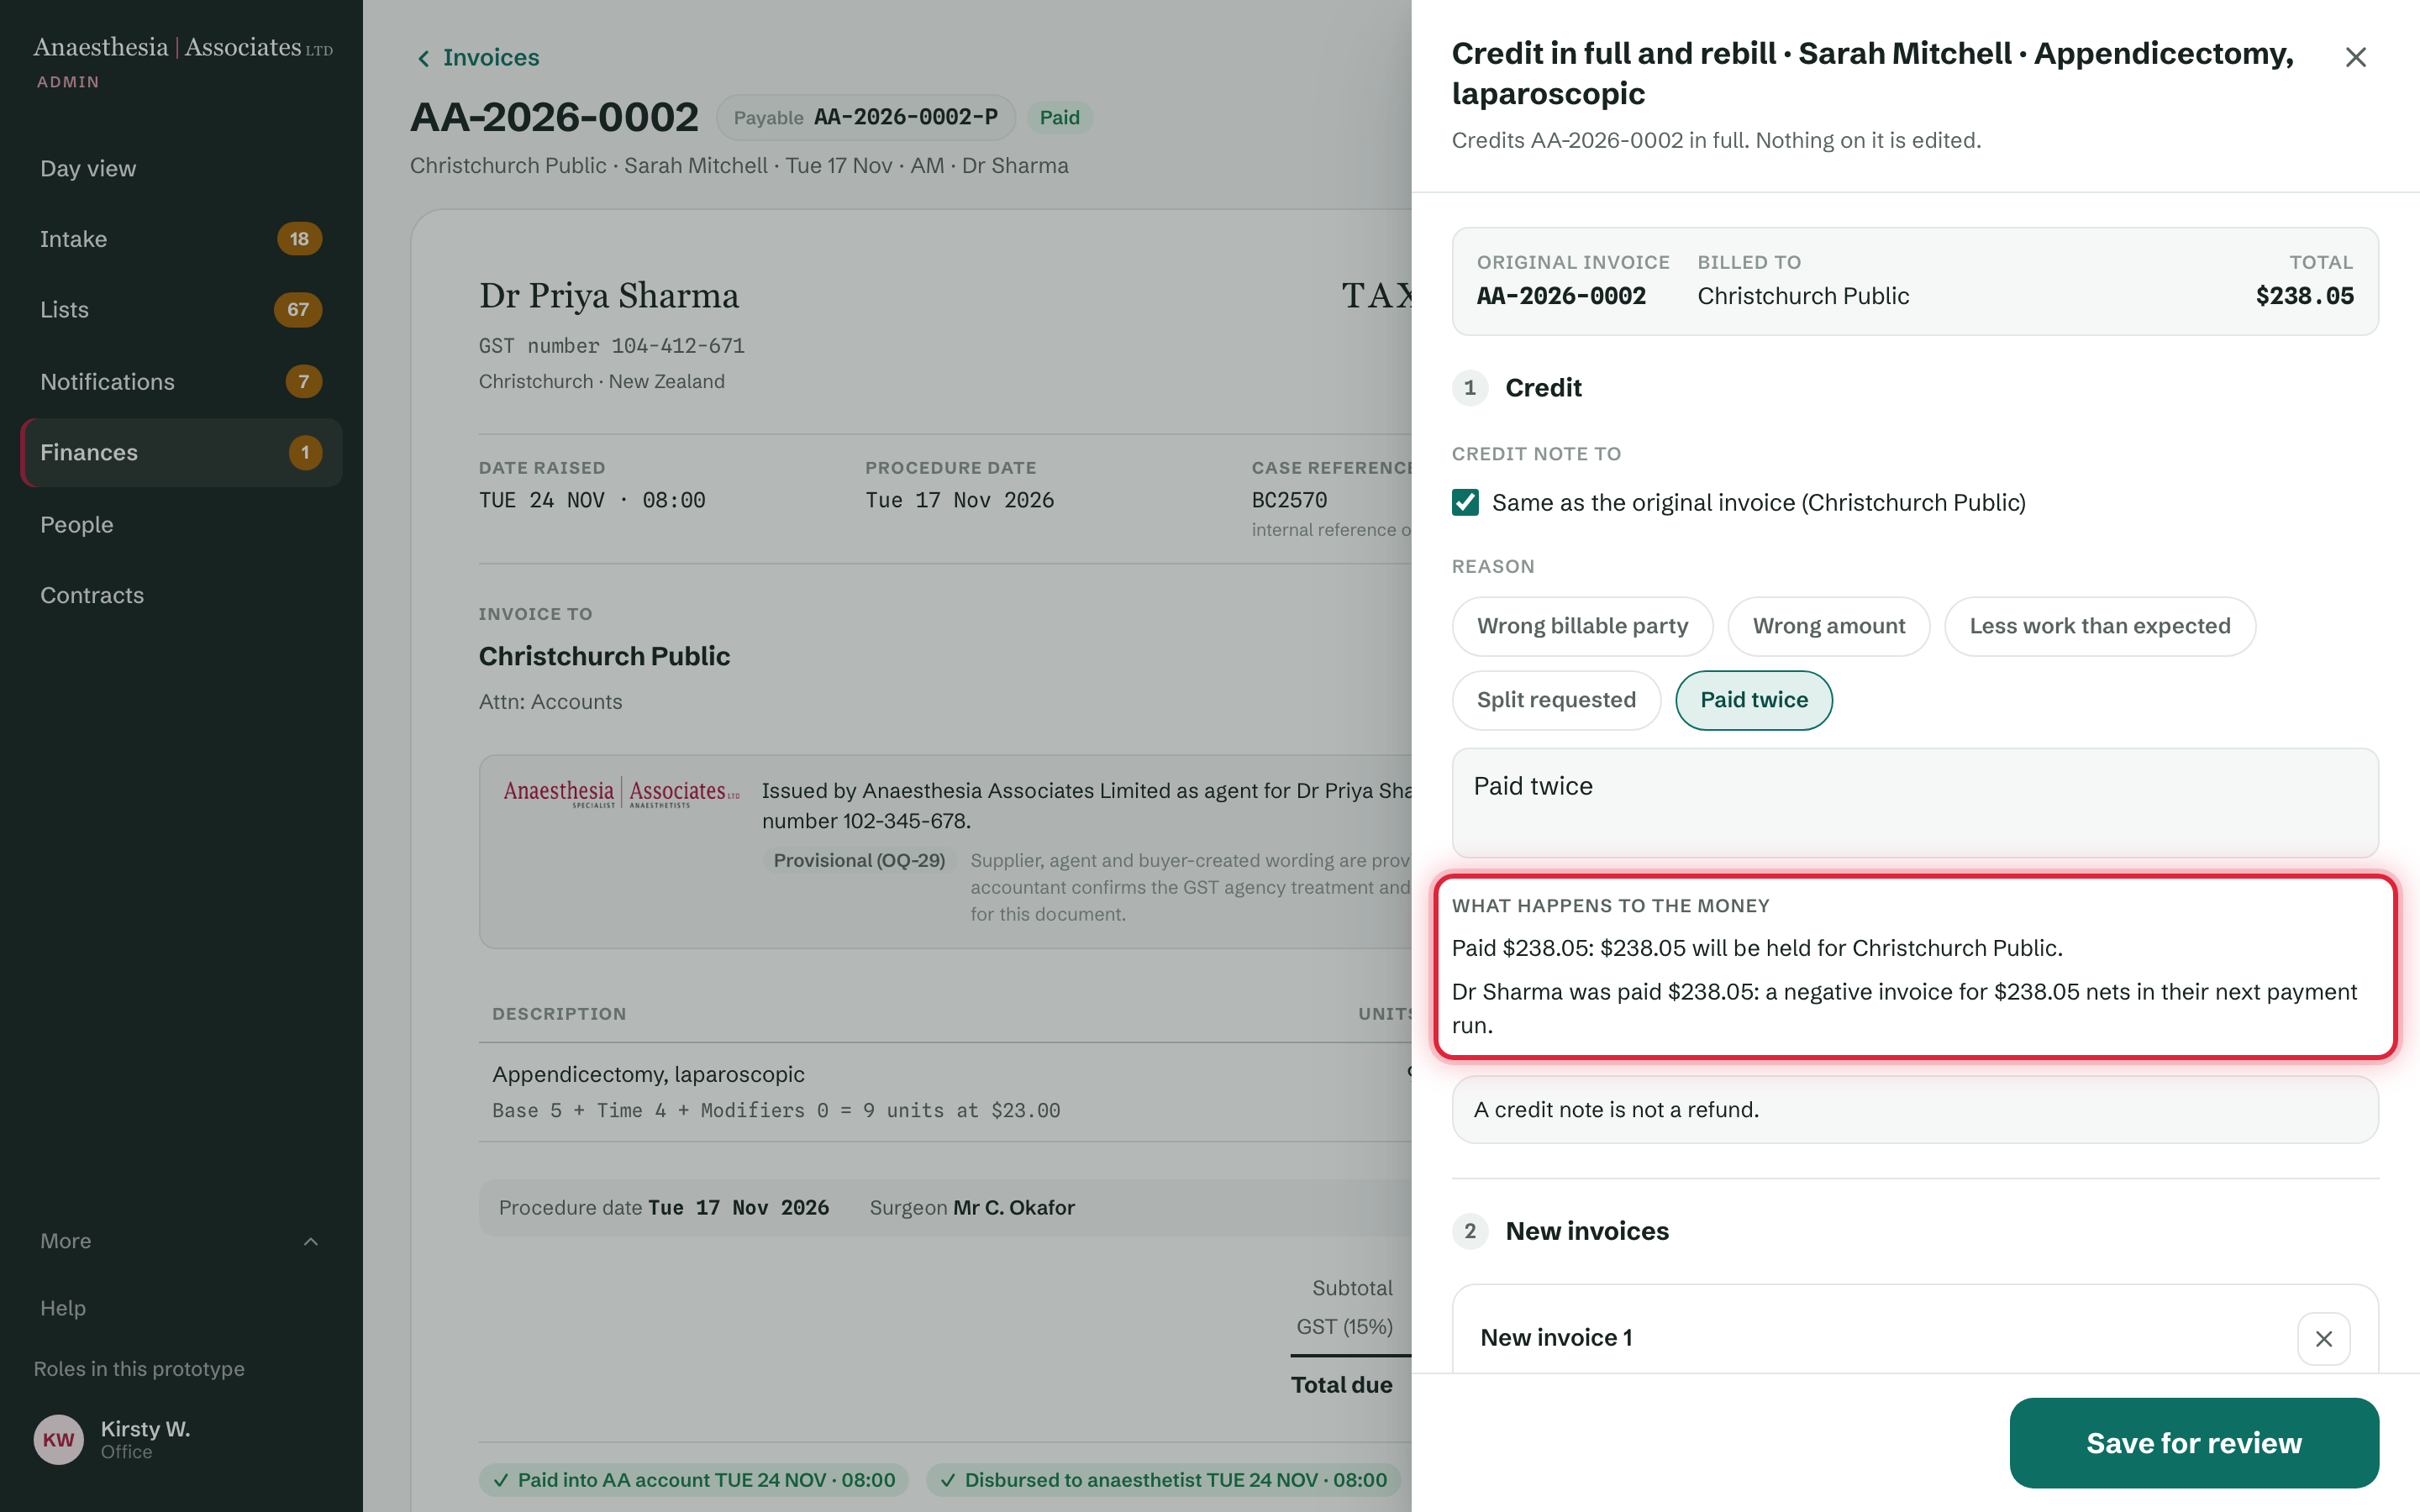 Anaesthesia | Associates LTD
ADMIN
Day view
Intake 18
Lists 67
Notifications 7
Finances 1
People
Contracts
More
Help
Roles in this prototype
KW
Kirsty W.
Office
Invoices
AA-2026-0002
Payable AA-2026-0002-P
Paid
Christchurch Public · Sarah Mitchell · Tue 17 Nov · AM · Dr Sharma
Dr Priya Sharma
TAX
GST number 104-412-671
Christchurch · New Zealand
DATE RAISED
TUE 24 NOV · 08:00
PROCEDURE DATE
Tue 17 Nov 2026
CASE REFERENCE
BC2570
internal reference
INVOICE TO
Christchurch Public
Attn: Accounts
Anaesthesia | Associates LTD
SPECIALIST ANAESTHETISTS
Issued by Anaesthesia Associates Limited as agent for Dr Priya
number 102-345-678.
Provisional (OQ-29)
Supplier, agent and buyer-created wording are
accountant confirms the GST agency treatment and
for this document.
DESCRIPTION
UNITS
Appendicectomy, laparoscopic
Base 5 + Time 4 + Modifiers 0 = 9 units at $23.00
Procedure date Tue 17 Nov 2026
Surgeon Mr C. Okafor
Subtotal
GST (15%)
Total due
Paid into AA account TUE 24 NOV · 08:00
Disbursed to anaesthetist TUE 24 NOV · 08:00
Credit in full and rebill · Sarah Mitchell · Appendicectomy,
laparoscopic
Credits AA-2026-0002 in full. Nothing on it is edited.
ORIGINAL INVOICE
AA-2026-0002
BILLED TO
Christchurch Public
TOTAL
$238.05
1 Credit
CREDIT NOTE TO
Same as the original invoice (Christchurch Public)
REASON
Wrong billable party
Wrong amount
Less work than expected
Split requested
Paid twice
Paid twice
WHAT HAPPENS TO THE MONEY
Paid $238.05: $238.05 will be held for Christchurch Public.
Dr Sharma was paid $238.05: a negative invoice for $238.05 nets in their next payment
run.
A credit note is not a refund.
2 New invoices
New invoice 1
Save for review